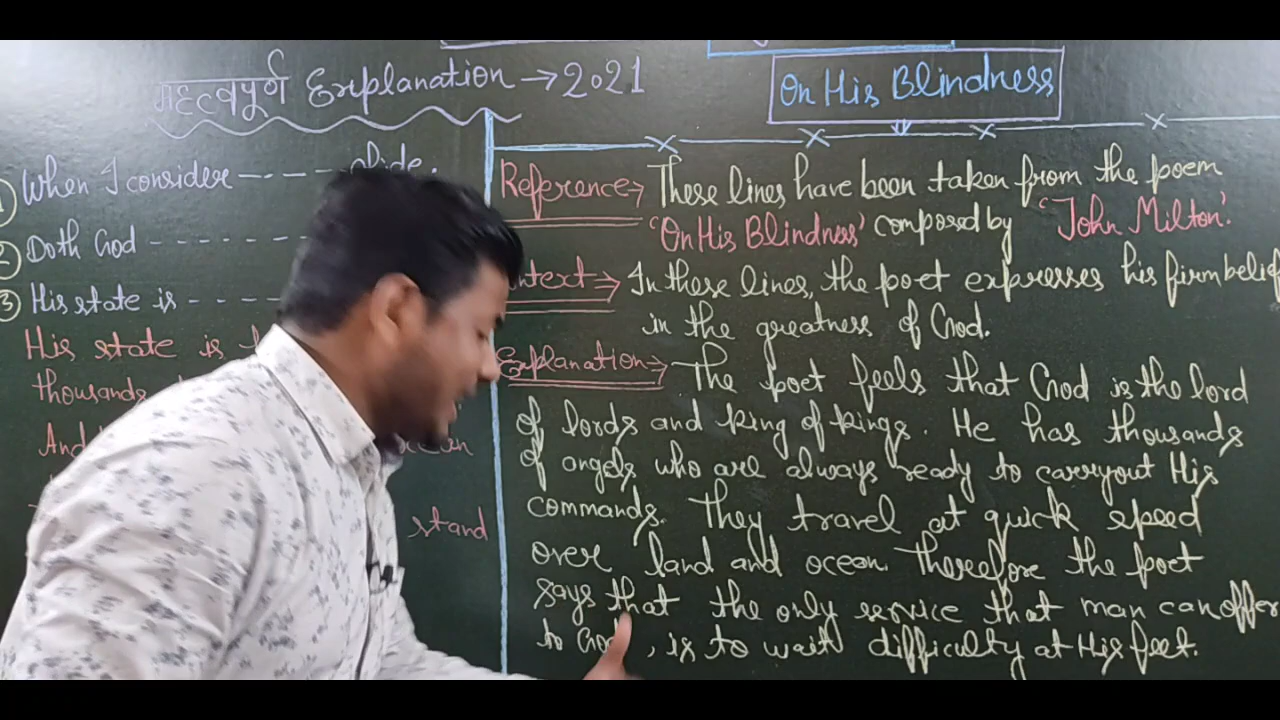 महत्वपूर्ण Explanation → 2021
On His Blindness
1 When I consider ---- 
2 Doth God -------
3 His state is ----
His state is
thousands
And
stand
Reference → These lines have been taken from the poem
'On His Blindness' composed by 'John Milton'.
→ In these lines, the poet expresses his firm
in the greatness of God.
Explanation → The poet feels that God is the lord
of lords and king of kings. He has thousands
of angels who are always ready to carryout His
commands. They travel at quick speed
over land and ocean. Therefore the poet
says that the only service that man can offer
to God, is to wait difficulty at His feet.